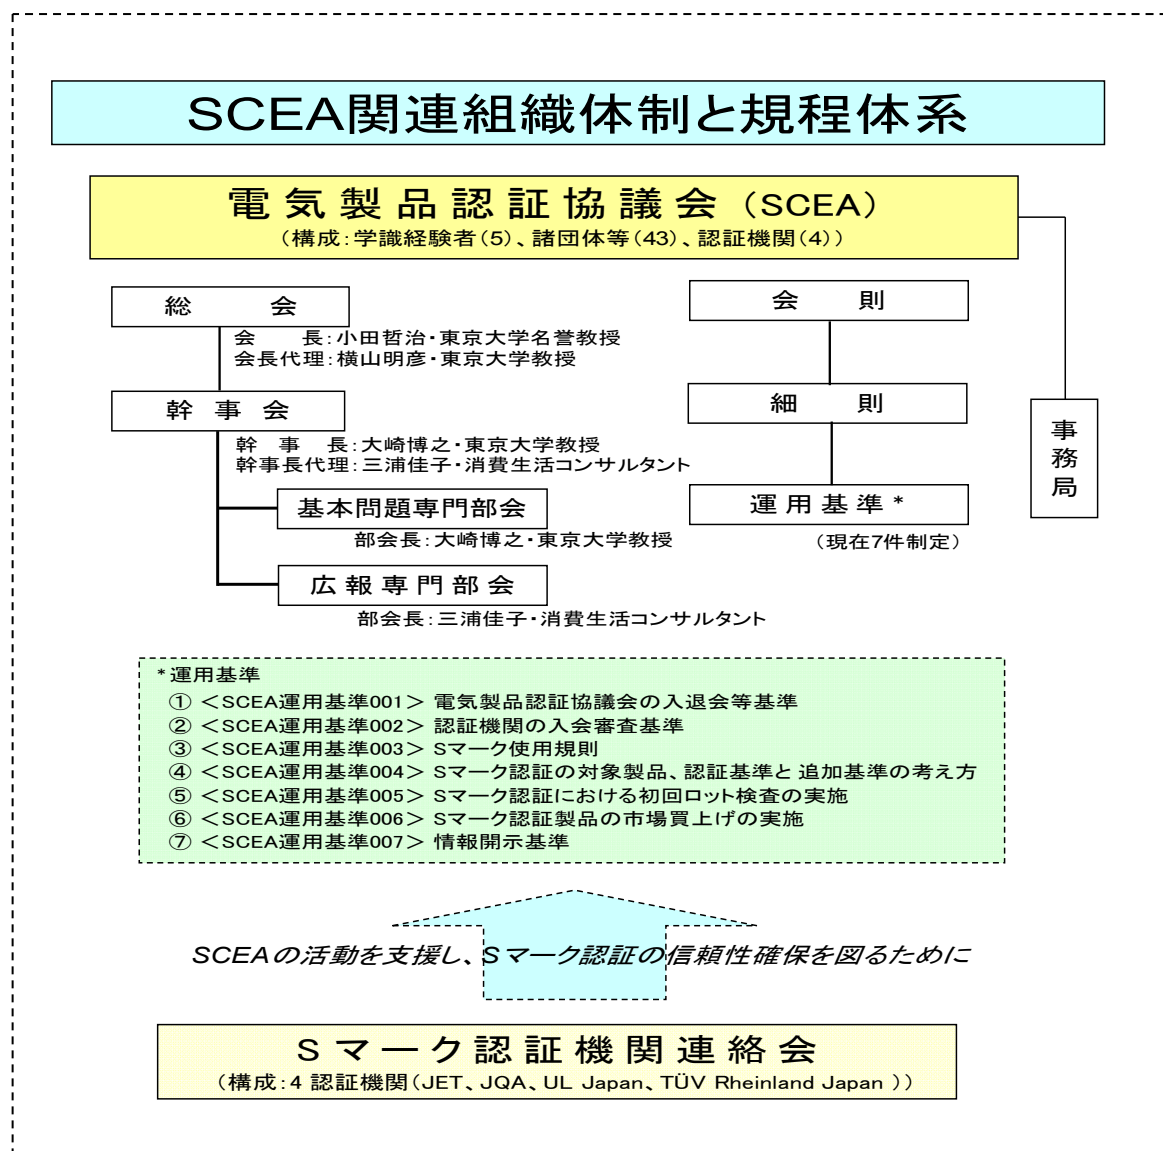 SCEA関連組織体制と規程体系
電気製品認証協議会（SCEA）
（構成：学識経験者（5）、諸団体等（43）、認証機関（4））
総　会
会　長：小田哲治・東京大学名誉教授
会長代理：横山明彦・東京大学教授
幹事会
幹事長：大崎博之・東京大学教授
幹事長代理：三浦佳子・消費生活コンサルタント
基本問題専門部会
部会長：大崎博之・東京大学教授
広報専門部会
部会長：三浦佳子・消費生活コンサルタント
会　則
細　則
運用基準*
（現在7件制定）
事務局
*運用基準
① ＜SCEA運用基準001＞ 電気製品認証協議会の入退会等基準
② ＜SCEA運用基準002＞ 認証機関の入会審査基準
③ ＜SCEA運用基準003＞ Sマーク使用規則
④ ＜SCEA運用基準004＞ Sマーク認証の対象製品、認証基準と 追加基準の考え方
⑤ ＜SCEA運用基準005＞ Sマーク認証における初回ロット検査の実施
⑥ ＜SCEA運用基準006＞ Sマーク認証製品の市場買上げの実施
⑦ ＜SCEA運用基準007＞ 情報開示基準
SCEAの活動を支援し、Sマーク認証の信頼性確保を図るために
Sマーク認証機関連絡会
（構成：4 認証機関（JET、JQA、UL Japan、TÜV Rheinland Japan ））